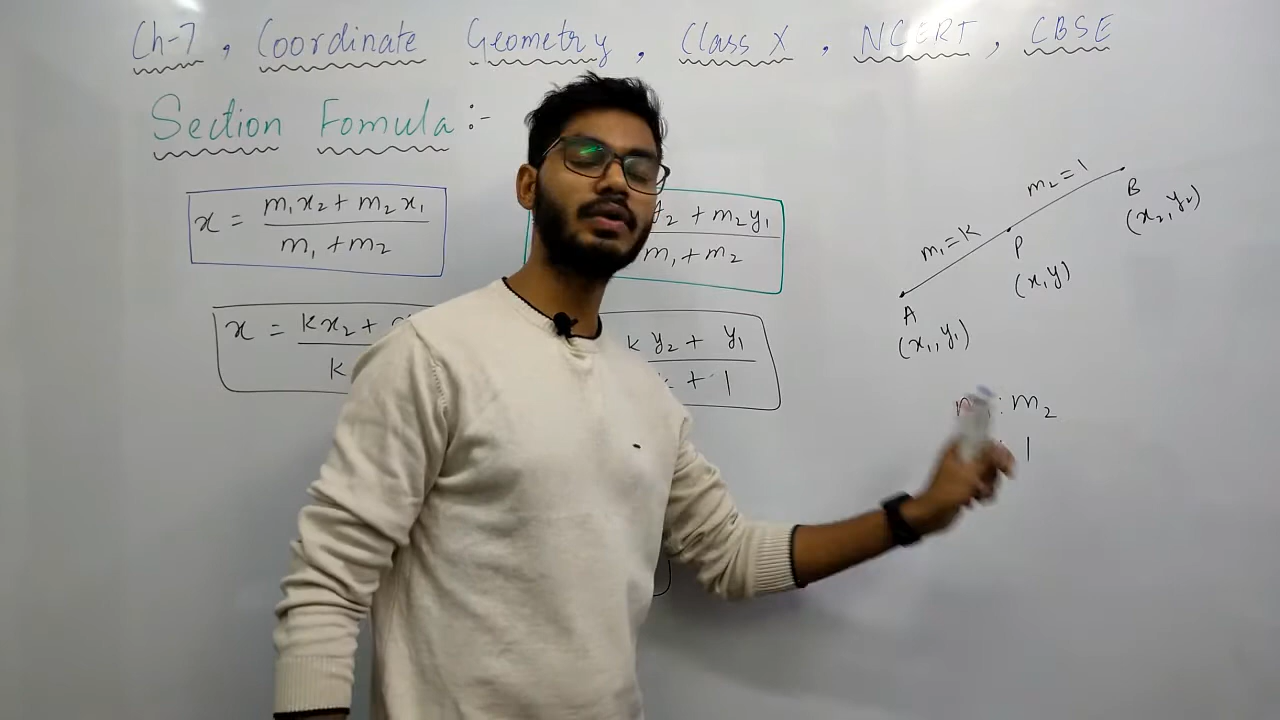 Ch-7, Coordinate Geometry, Class X, NCERT, CBSE
Section Fomula :-
x = (m₁x₂ + m₂x₁) / (m₁ + m₂)
y₂ + m₂y₁ / m₁ + m₂
x = kx₂ +
k
k y₂ + y₁
+ 1
m₂ = 1
B
(x₂, y₂)
m₁ = k
P
(x, y)
A
(x₁, y₁)
: m₂
: 1